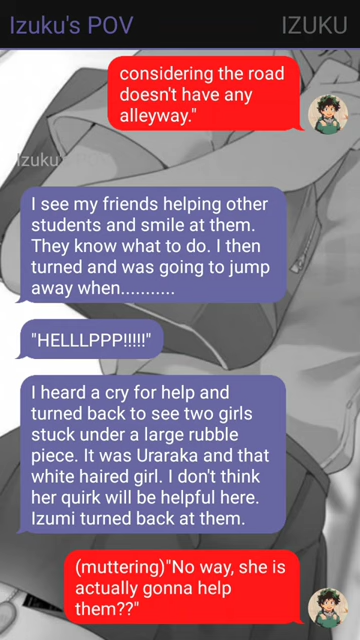 Izuku's POV
IZUKU
considering the road
doesn't have any
alleyway."
Izuku
I see my friends helping other
students and smile at them.
They know what to do. I then
turned and was going to jump
away when...........
"HELLLPPP!!!!!"
I heard a cry for help and
turned back to see two girls
stuck under a large rubble
piece. It was Uraraka and that
white haired girl. I don't think
her quirk will be helpful here.
Izumi turned back at them.
(muttering)"No way, she is
actually gonna help
them??"